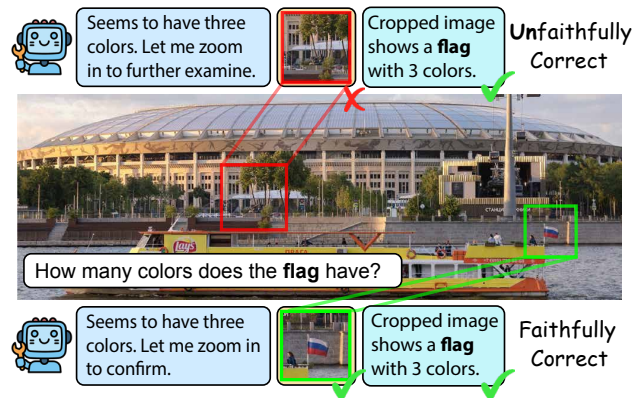 Seems to have three
colors. Let me zoom
in to further examine.
Cropped image
shows a flag
with 3 colors.
Unfaithfully
Correct
Lay's
How many colors does the flag have?
Seems to have three
colors. Let me zoom in
to confirm.
Cropped image
shows a flag
with 3 colors.
Faithfully
Correct